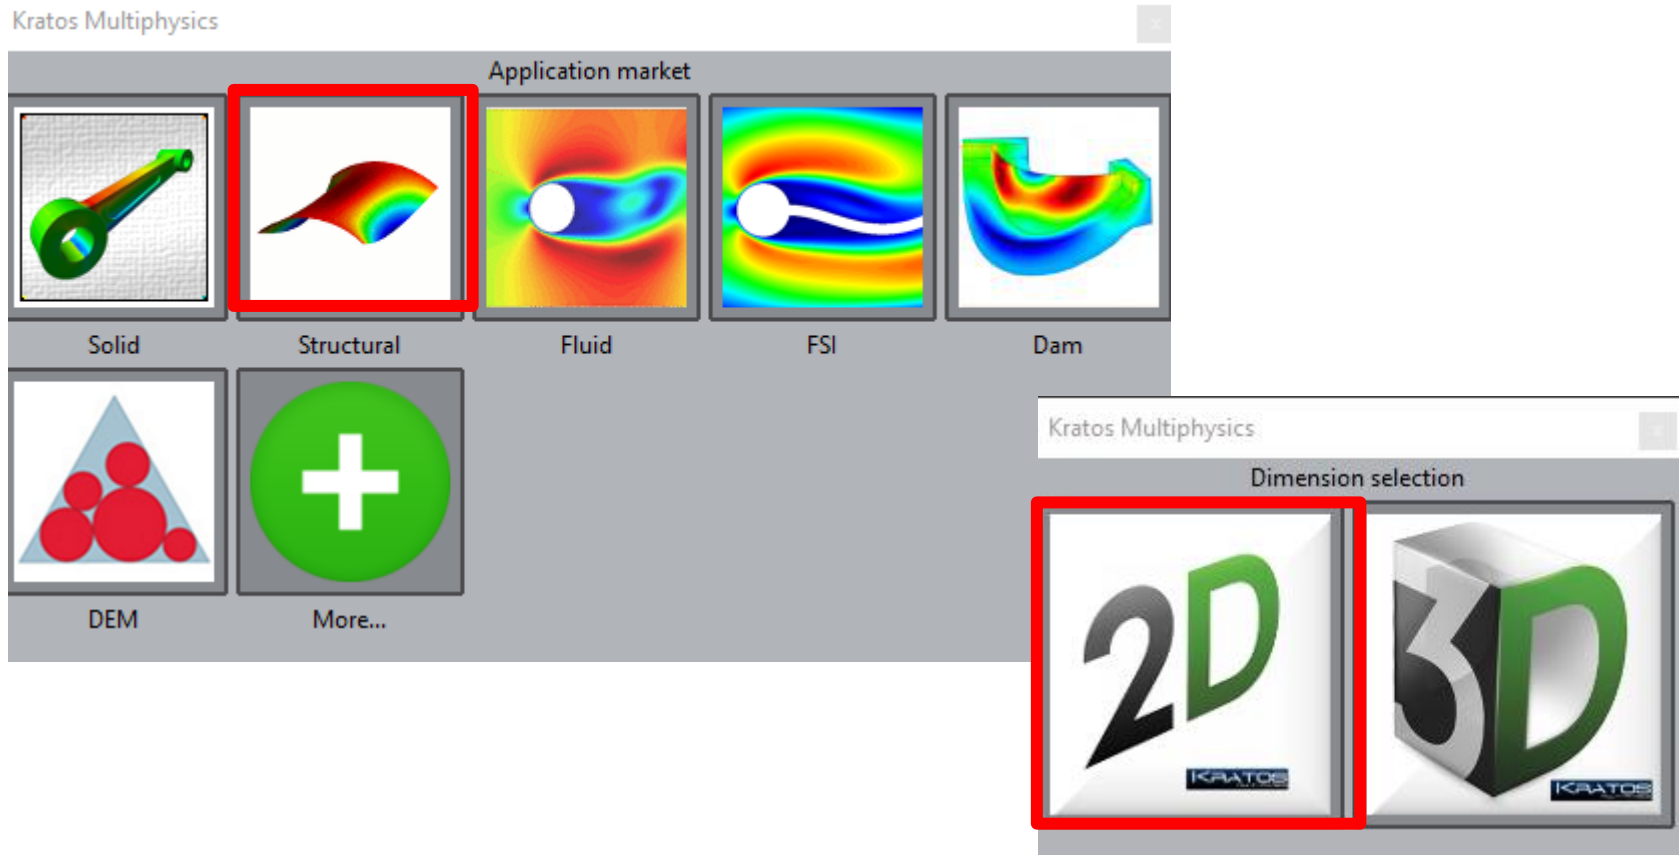 Kratos Multiphysics
x
Application market
Solid
Structural
Fluid
FSI
Dam
DEM
More...
Kratos Multiphysics
x
Dimension selection
2D
KRATOS
3D
KRATOS